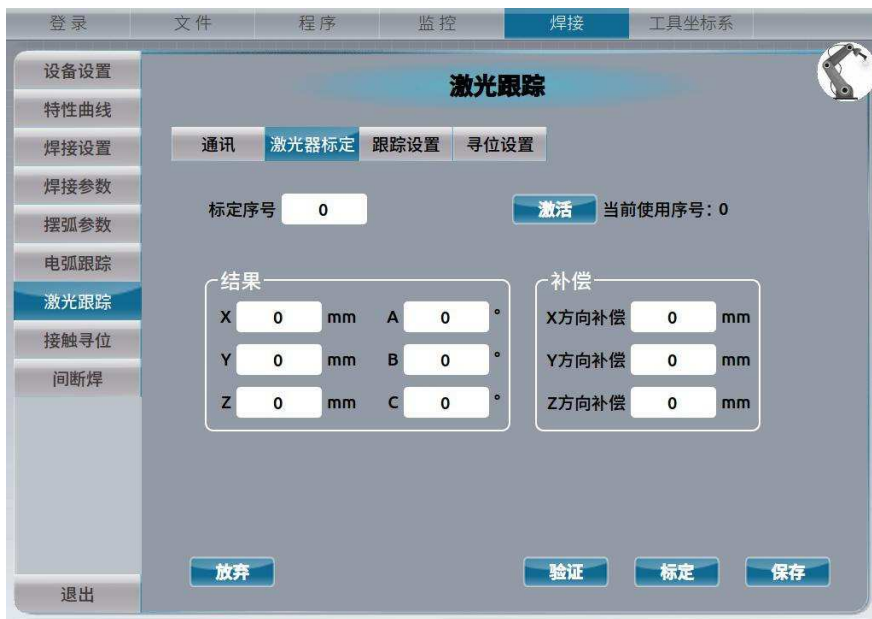 登录 文件 程序 监控 焊接 工具坐标系
设备设置
特性曲线
焊接设置
焊接参数
摆弧参数
电弧跟踪
激光跟踪
接触寻位
间断焊
退出
激光跟踪
通讯 激光器标定 跟踪设置 寻位设置
标定序号 0 激活 当前使用序号：0
结果
X 0 mm A 0 °
Y 0 mm B 0 °
Z 0 mm C 0 °
补偿
X方向补偿 0 mm
Y方向补偿 0 mm
Z方向补偿 0 mm
放弃 验证 标定 保存